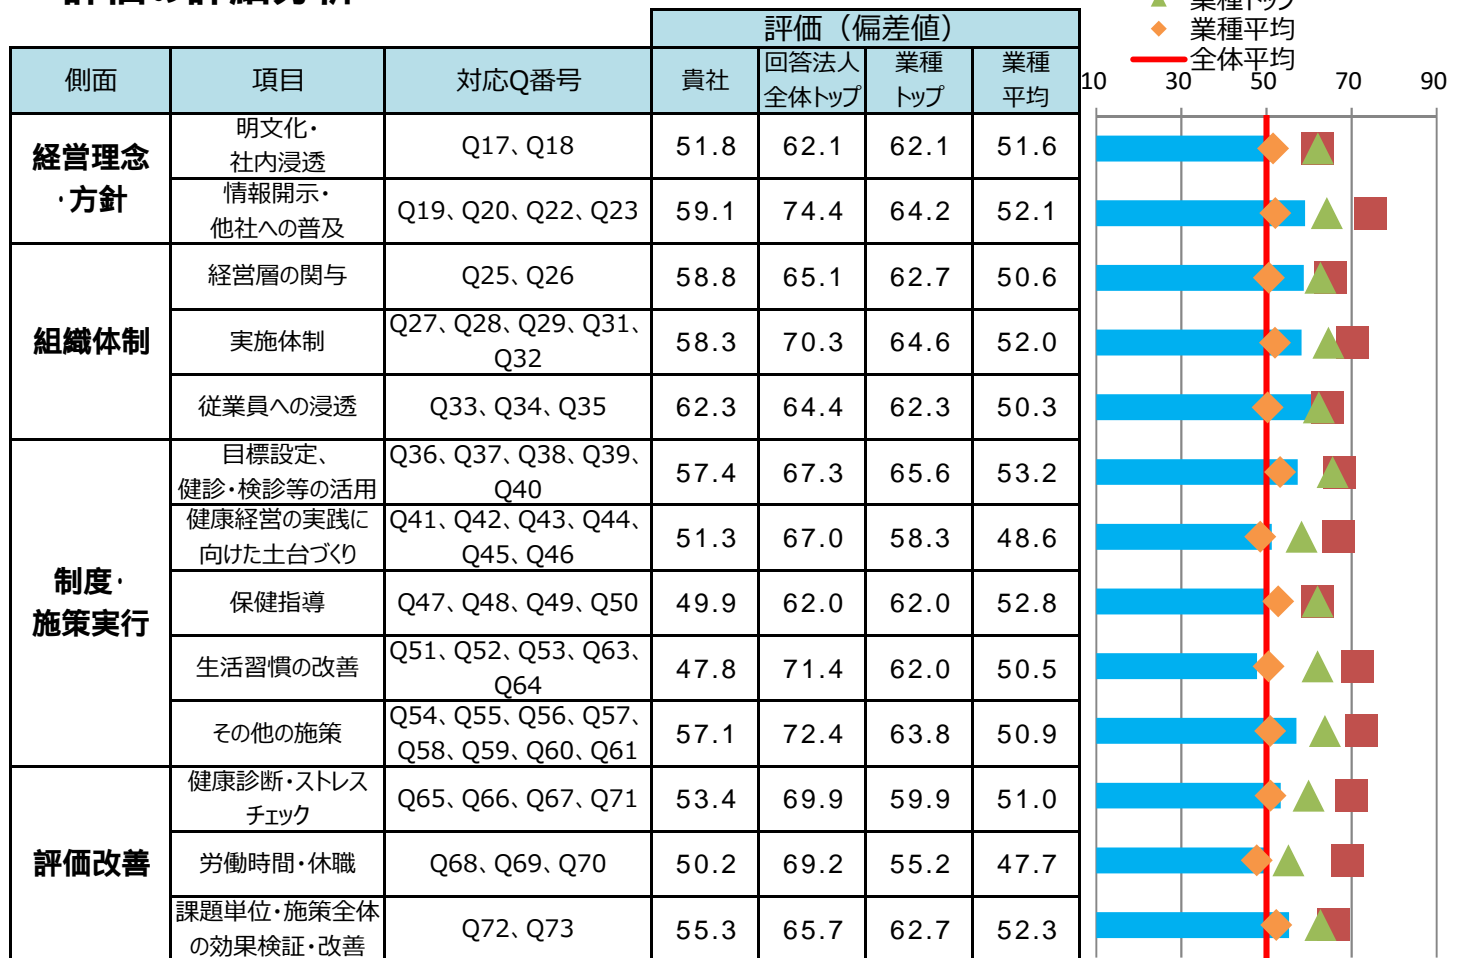 評価の詳細分析
業種トップ
業種平均
全体平均
評価（偏差値）
側面 項目 対応Q番号 貴社 回答法人全体トップ 業種トップ 業種平均
10 30 50 70 90
経営理念・方針
明文化・社内浸透 Q17、Q18 51.8 62.1 62.1 51.6
情報開示・他社への普及 Q19、Q20、Q22、Q23 59.1 74.4 64.2 52.1
組織体制
経営層の関与 Q25、Q26 58.8 65.1 62.7 50.6
実施体制 Q27、Q28、Q29、Q31、Q32 58.3 70.3 64.6 52.0
従業員への浸透 Q33、Q34、Q35 62.3 64.4 62.3 50.3
制度・施策実行
目標設定、健診・検診等の活用 Q36、Q37、Q38、Q39、Q40 57.4 67.3 65.6 53.2
健康経営の実践に向けた土台づくり Q41、Q42、Q43、Q44、Q45、Q46 51.3 67.0 58.3 48.6
保健指導 Q47、Q48、Q49、Q50 49.9 62.0 62.0 52.8
生活習慣の改善 Q51、Q52、Q53、Q63、Q64 47.8 71.4 62.0 50.5
その他の施策 Q54、Q55、Q56、Q57、Q58、Q59、Q60、Q61 57.1 72.4 63.8 50.9
評価改善
健康診断・ストレスチェック Q65、Q66、Q67、Q71 53.4 69.9 59.9 51.0
労働時間・休職 Q68、Q69、Q70 50.2 69.2 55.2 47.7
課題単位・施策全体の効果検証・改善 Q72、Q73 55.3 65.7 62.7 52.3